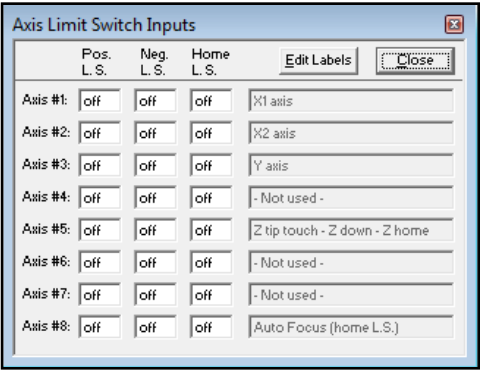 Axis Limit Switch Inputs
Pos. L. S. Neg. L. S. Home L. S. Edit Labels Close
Axis #1: off off off X1 axis
Axis #2: off off off X2 axis
Axis #3: off off off Y axis
Axis #4: off off off - Not used -
Axis #5: off off off Z tip touch - Z down - Z home
Axis #6: off off off - Not used -
Axis #7: off off off - Not used -
Axis #8: off off off Auto Focus (home L.S.)